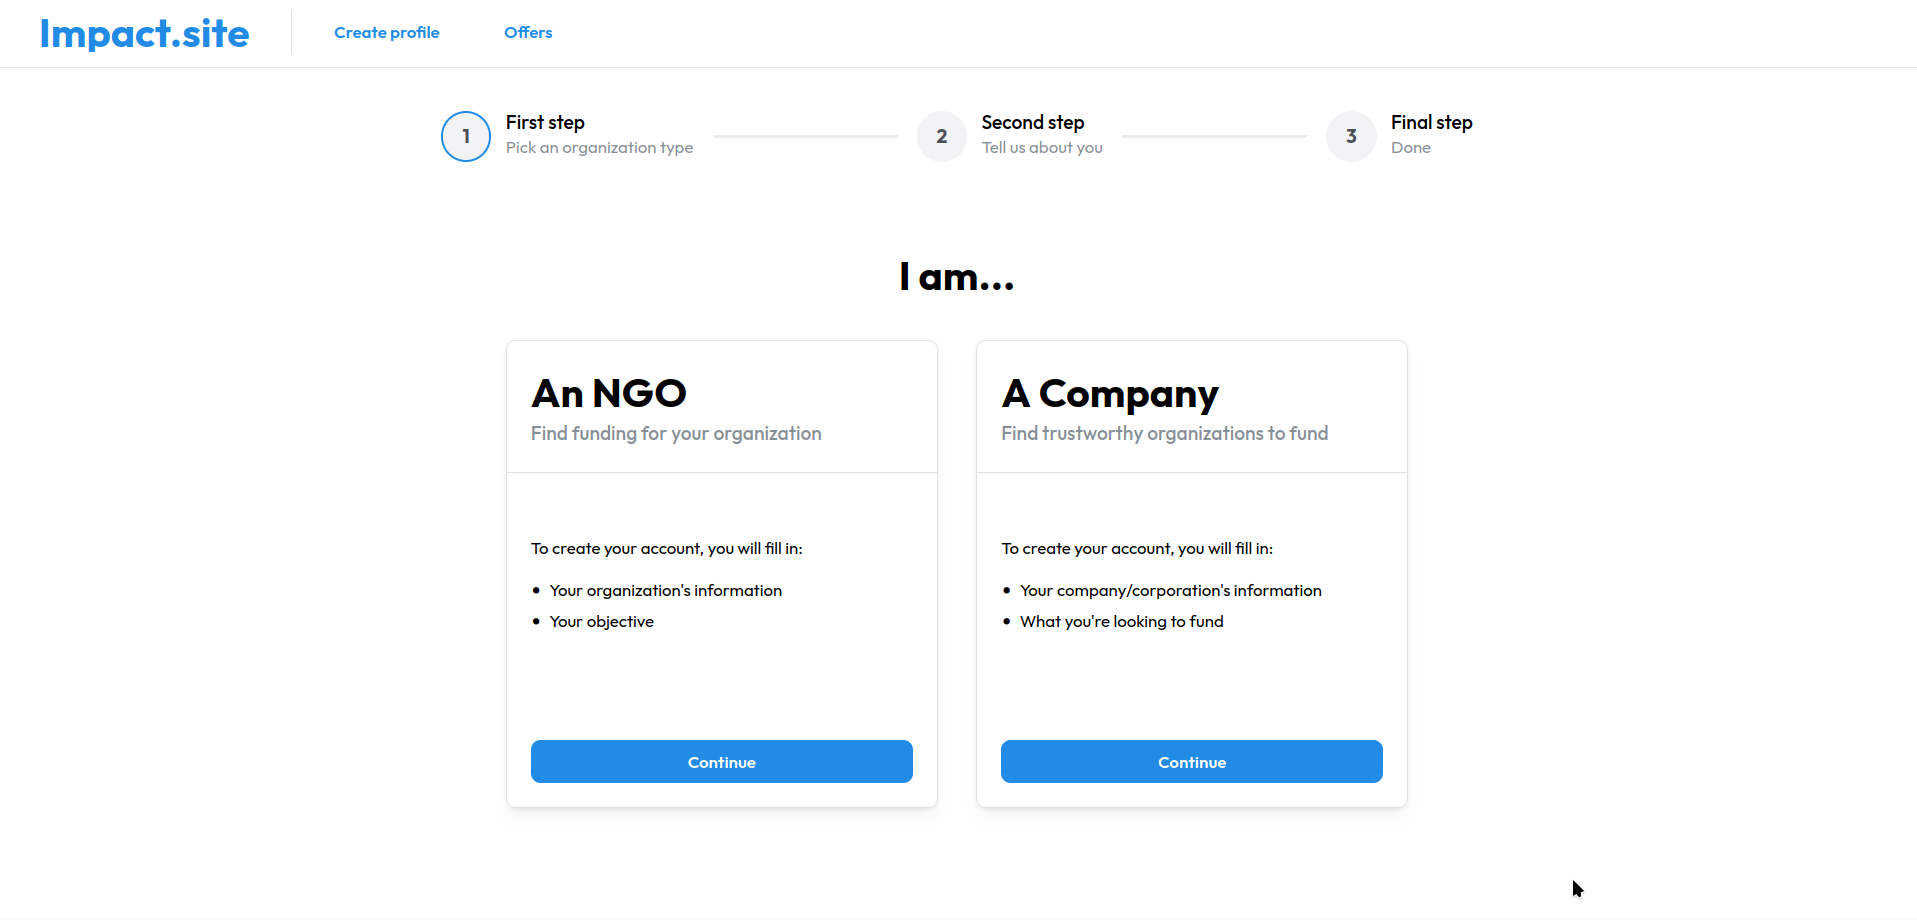 Impact.site
Create profile
Offers
1
First step
Pick an organization type
2
Second step
Tell us about you
3
Final step
Done
I am...
An NGO
Find funding for your organization
To create your account, you will fill in:
Your organization's information
Your objective
Continue
A Company
Find trustworthy organizations to fund
To create your account, you will fill in:
Your company/corporation's information
What you're looking to fund
Continue